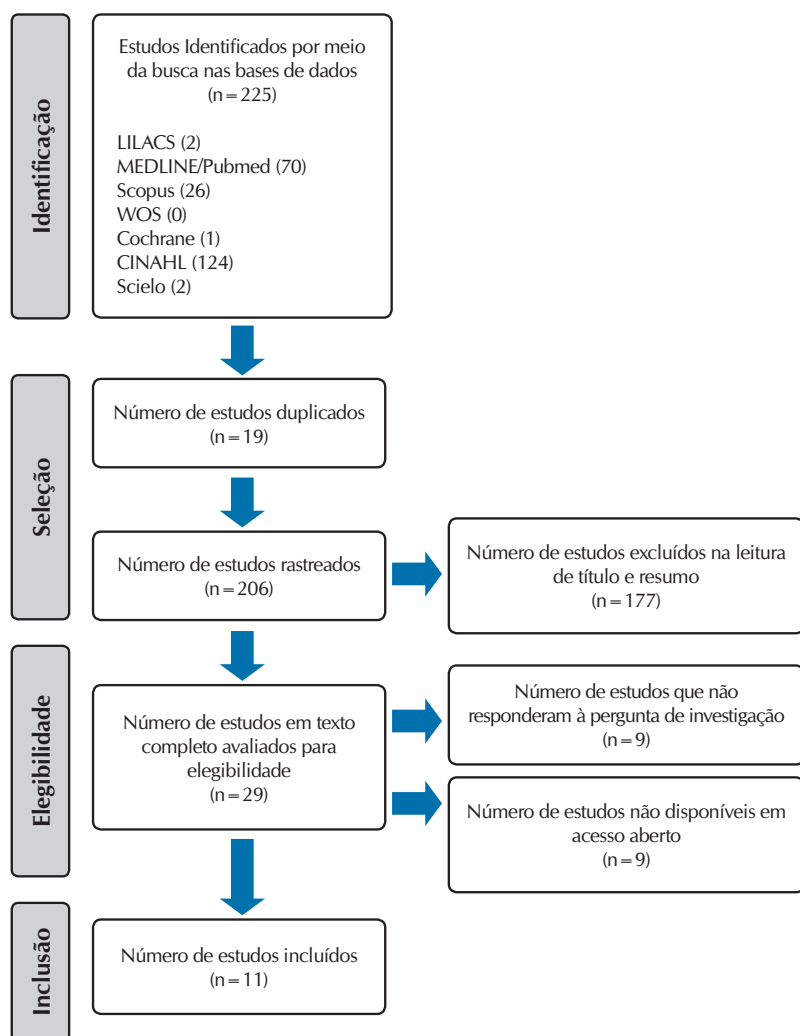 Identificação
Estudos Identificados por meio
da busca nas bases de dados
(n = 225)
LILACS (2)
MEDLINE/Pubmed (70)
Scopus (26)
WOS (0)
Cochrane (1)
CINAHL (124)
Scielo (2)
Seleção
Número de estudos duplicados
(n = 19)
Número de estudos rastreados
(n = 206)
Número de estudos excluídos na leitura
de título e resumo
(n = 177)
Elegibilidade
Número de estudos em texto
completo avaliados para
elegibilidade
(n = 29)
Número de estudos que não
responderam à pergunta de investigação
(n = 9)
Número de estudos não disponíveis em
acesso aberto
(n = 9)
Inclusão
Número de estudos incluídos
(n = 11)